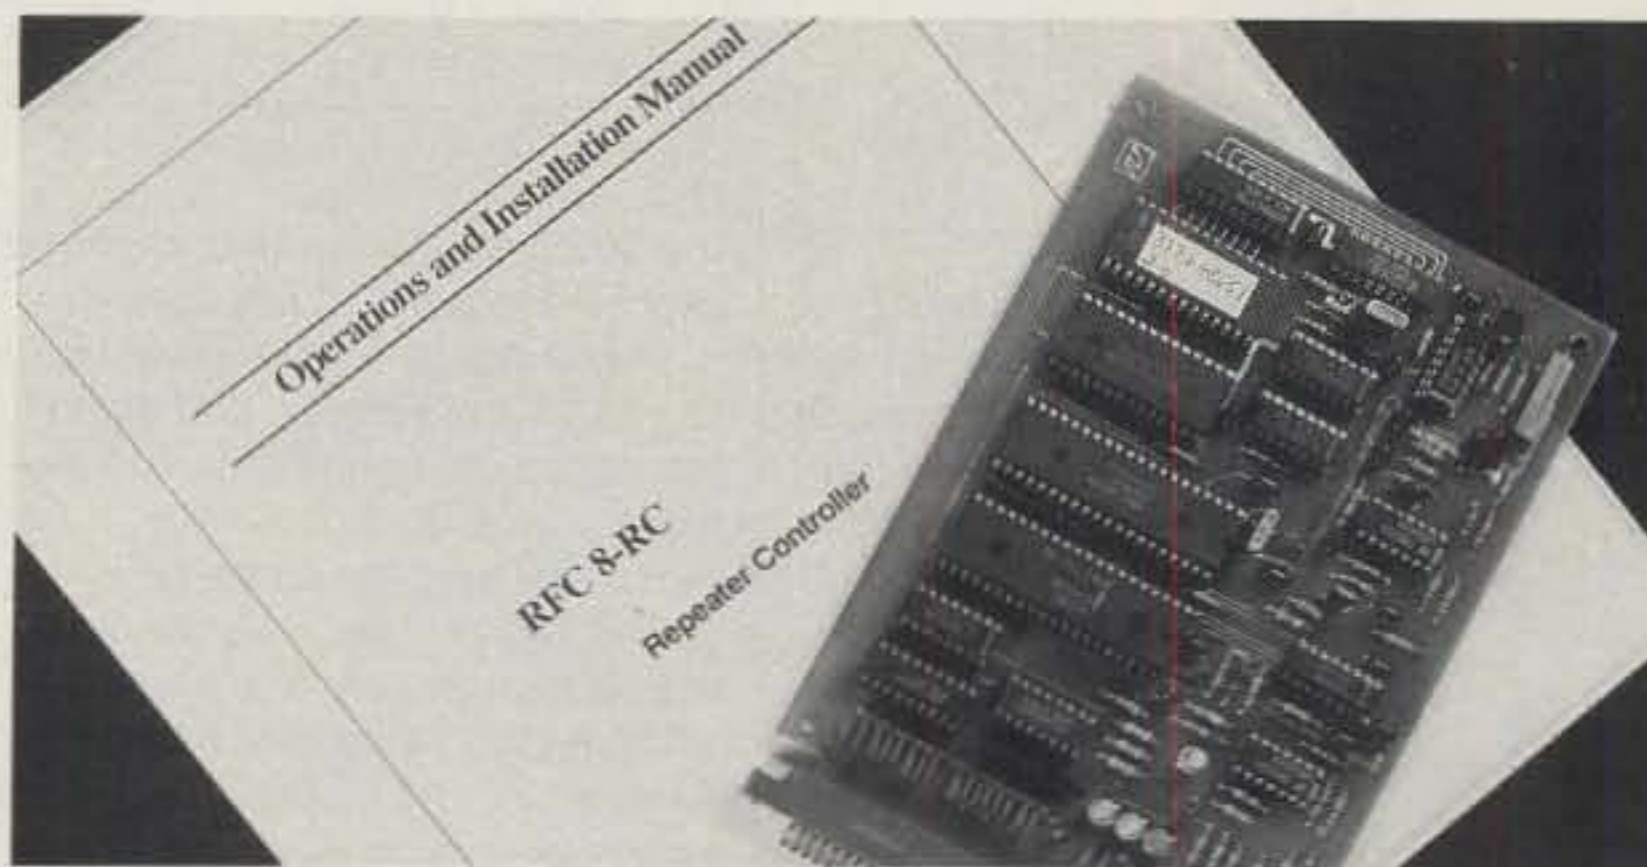 Operations and Installation Manual
RFC 8-RC
Repeater Controller